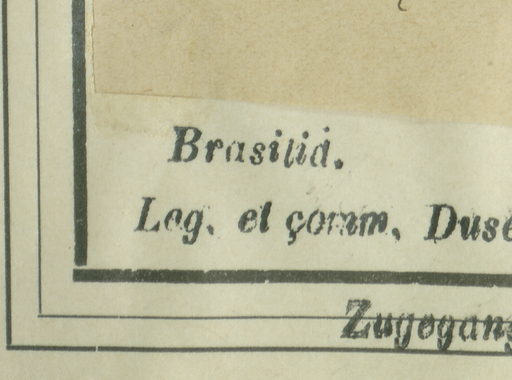 Brasilia.
Leg. et comm. Dusé
Zugegang